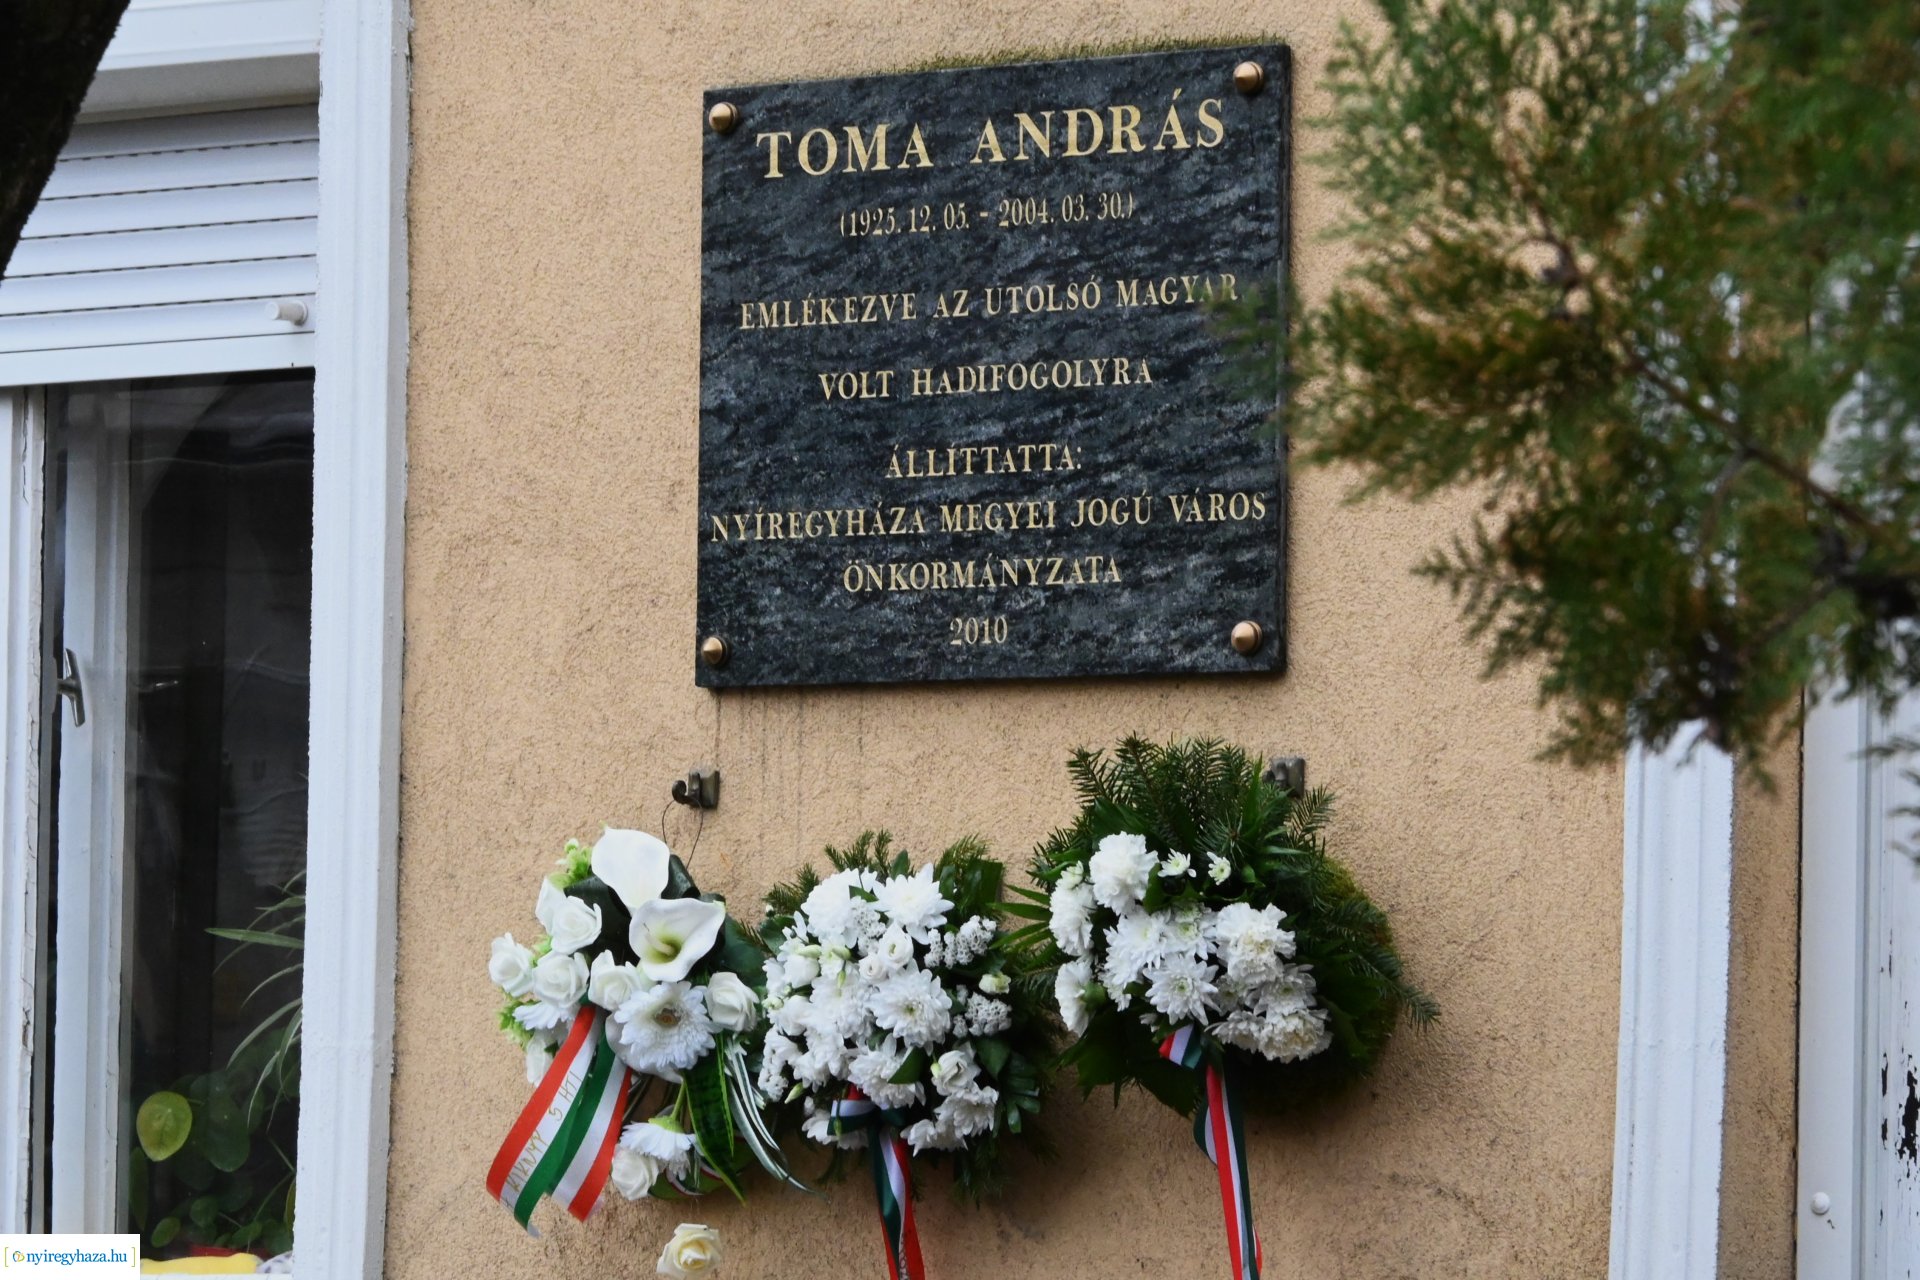 TOMA ANDRÁS
(1925. 12. 05. - 2004. 03. 30.)
EMLÉKEZVE AZ UTOLSÓ MAGYAR
VOLT HADIFOGOLYRA
ÁLLÍTTATTA:
NYÍREGYHÁZA MEGYEI JOGÚ VÁROS
ÖNKORMÁNYZATA
2010
nyiregyhaza.hu